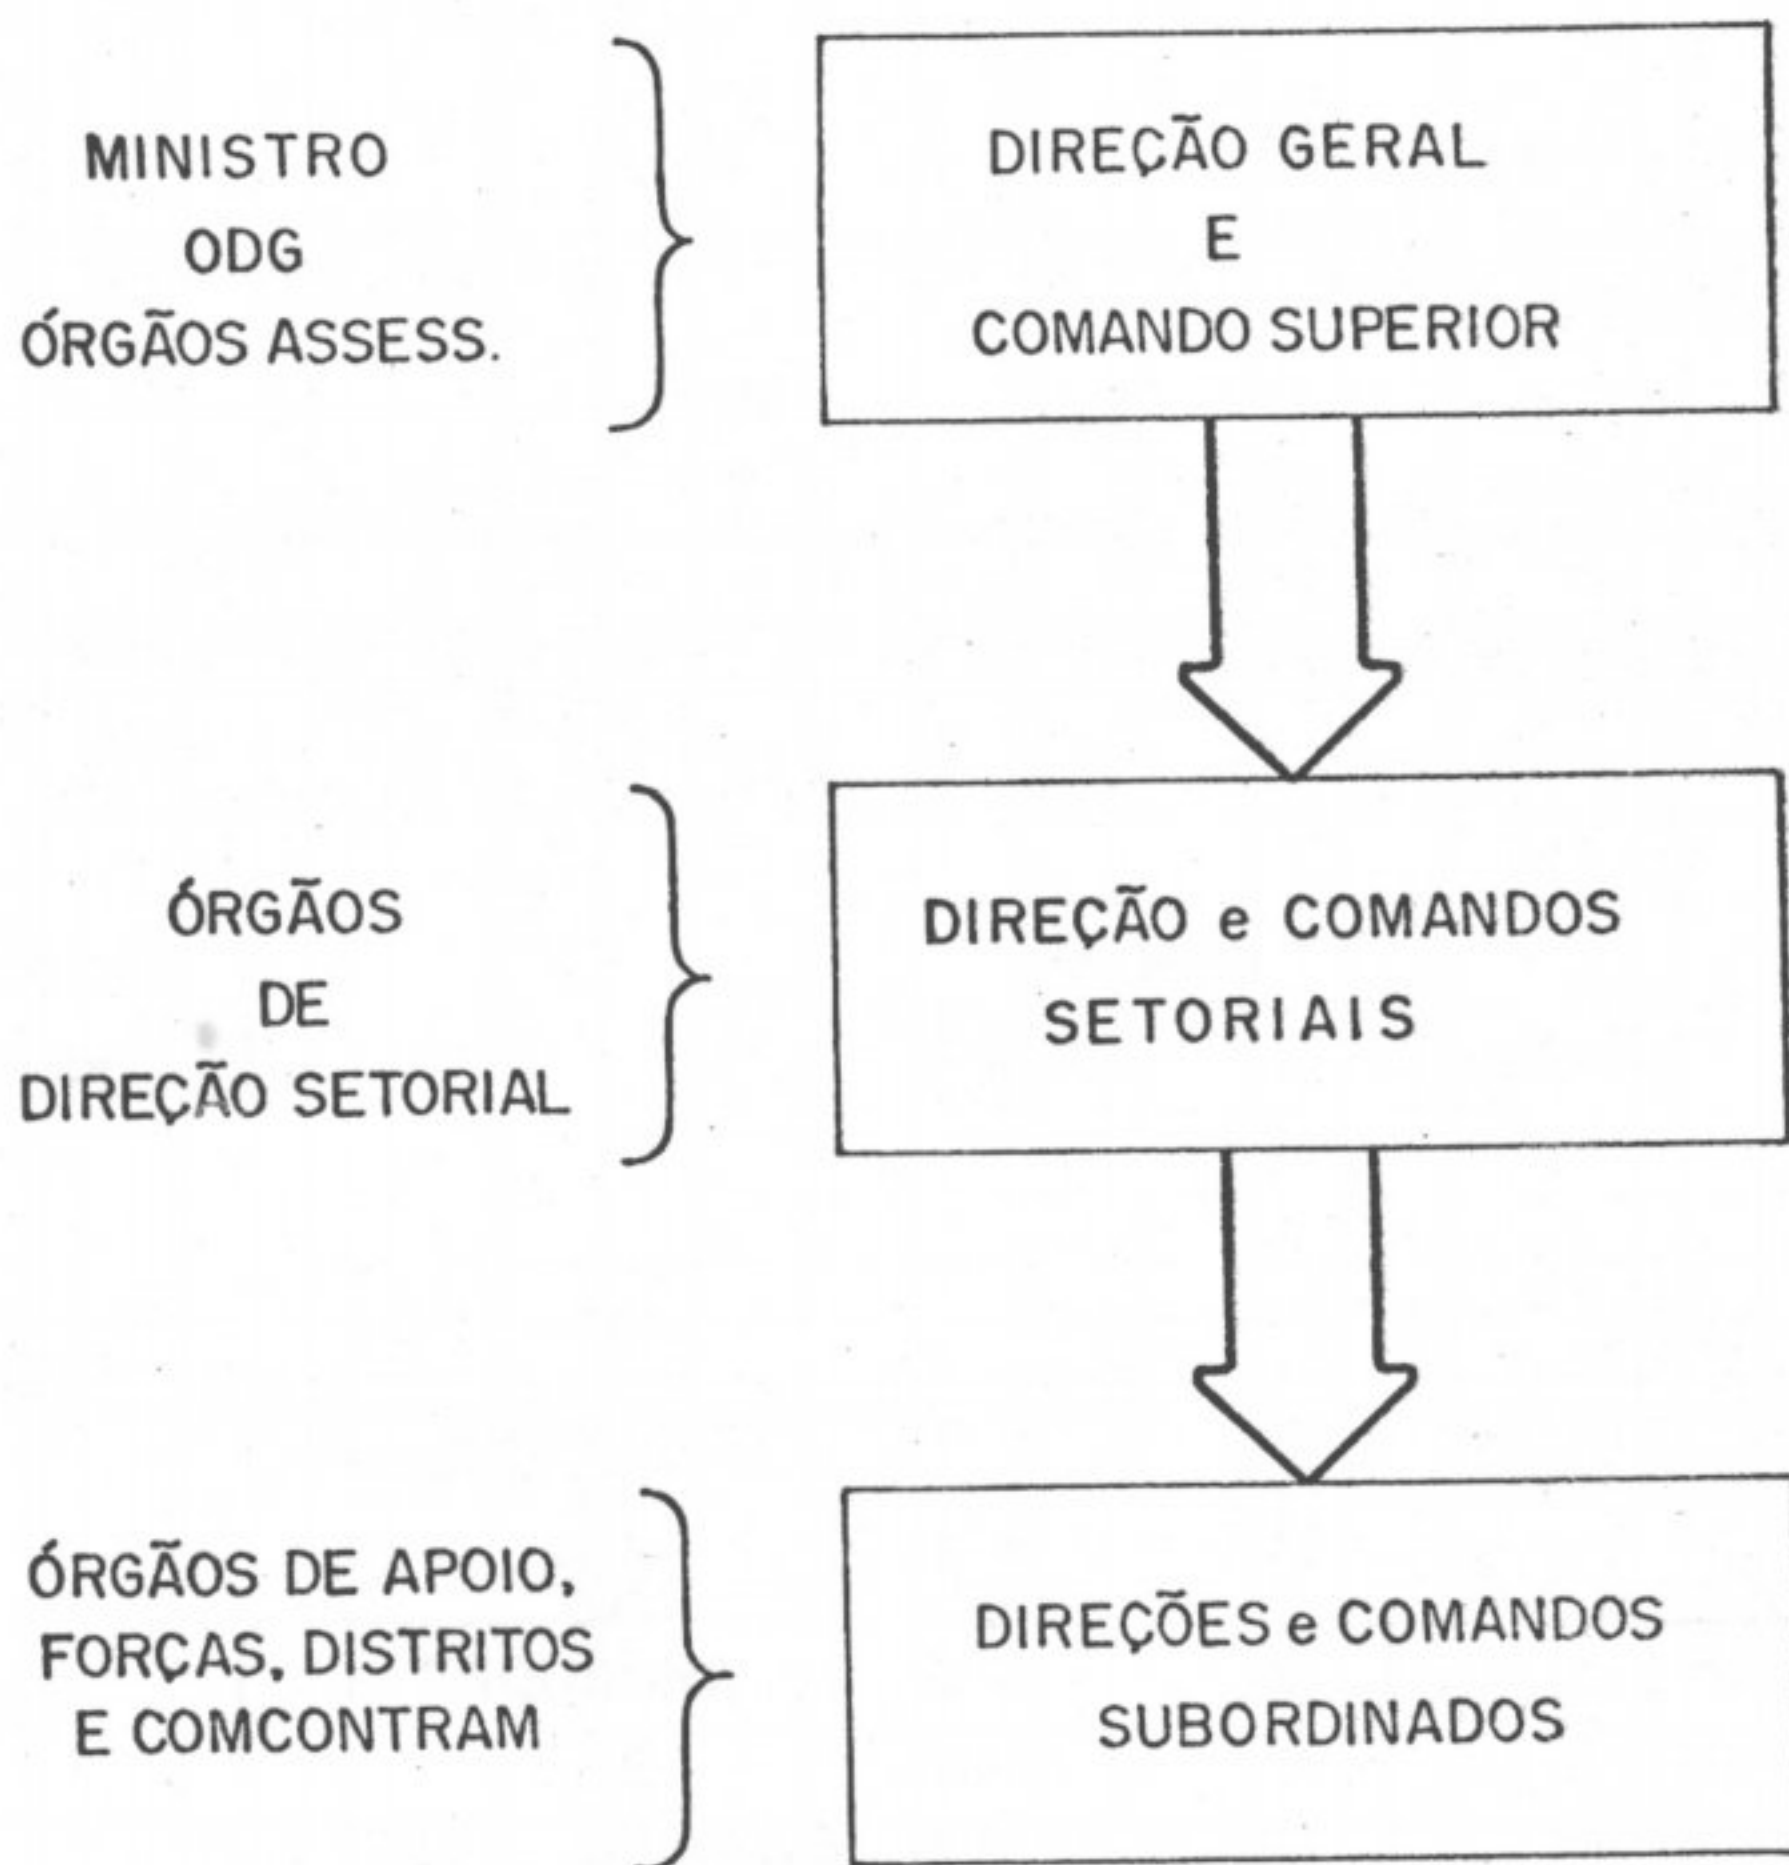 MINISTRO
ODG
ÓRGÃOS ASSESS.
DIREÇÃO GERAL
E
COMANDO SUPERIOR
ÓRGÃOS
DE
DIREÇÃO SETORIAL
DIREÇÃO e COMANDOS
SETORIAIS
ÓRGÃOS DE APOIO,
FORÇAS, DISTRITOS
E COMCONTRAM
DIREÇÕES e COMANDOS
SUBORDINADOS